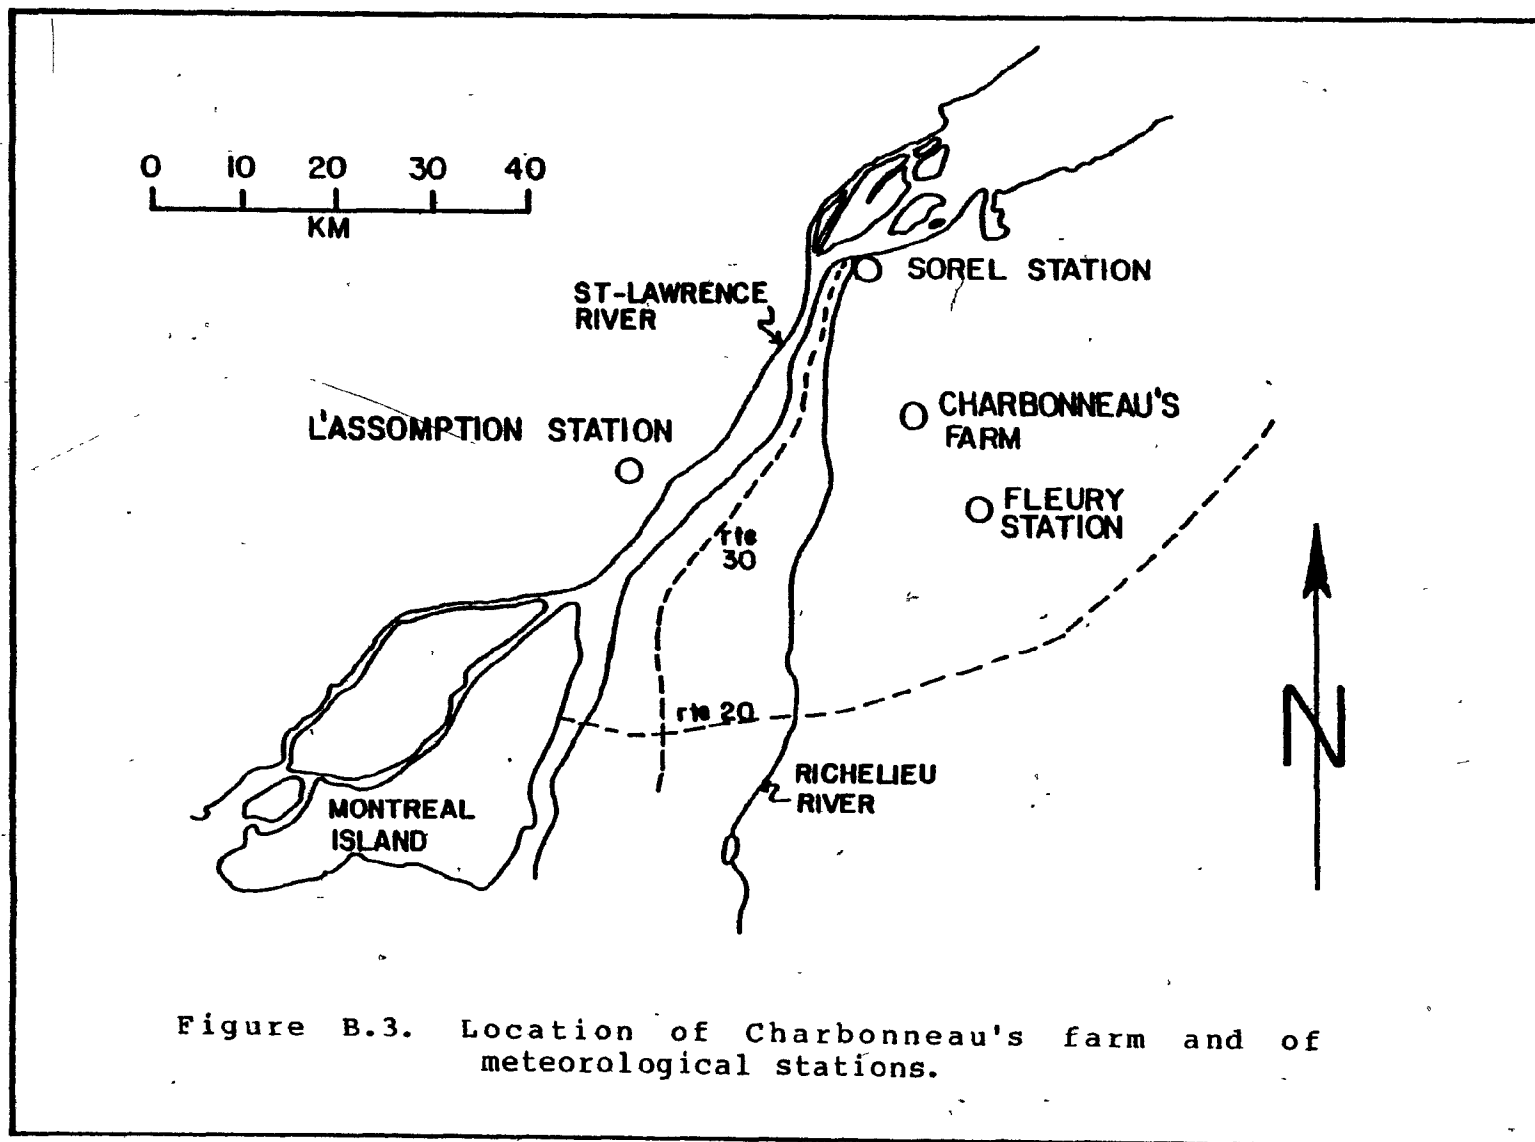 0 10 20 30 40
KM
ST-LAWRENCE
RIVER
SOREL STATION
L'ASSOMPTION STATION
CHARBONNEAU'S
FARM
FLEURY
STATION
rte
30
rte 20
RICHELIEU
RIVER
MONTREAL
ISLAND
N
Figure B.3. Location of Charbonneau's farm and of
meteorological stations.